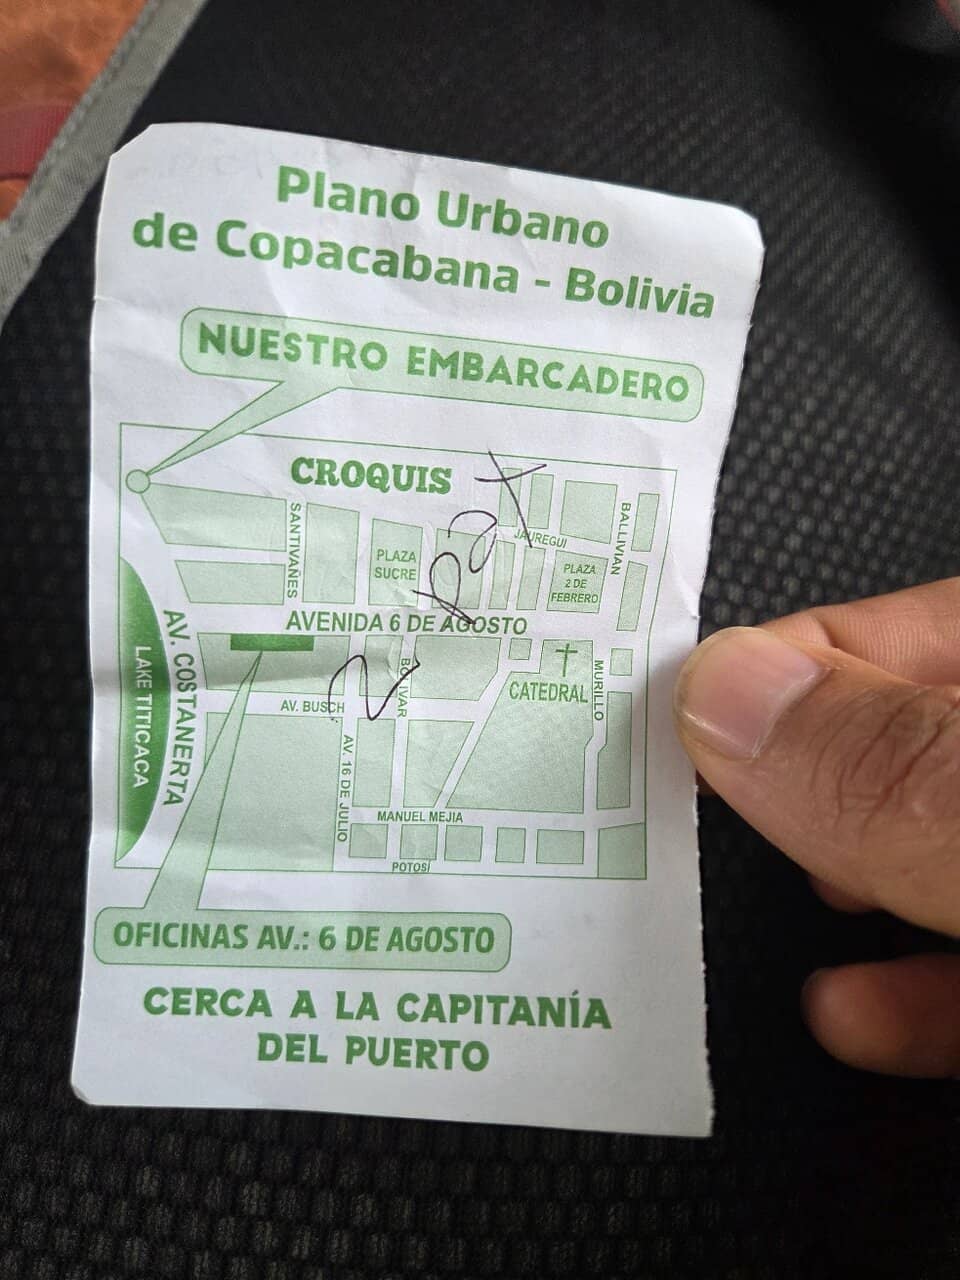 Plano Urbano
de Copacabana - Bolivia
NUESTRO EMBARCADERO
CROQUIS
SANTIVAÑES
PLAZA
SUCRE
JAUREGUI
BALLIVIAN
PLAZA
2 DE
FEBRERO
AVENIDA 6 DE AGOSTO
AV. COSTANERTA
LAKE TITICACA
BOLIVAR
CATEDRAL
MURILLO
AV. BUSCH
AV. 16 DE JULIO
MANUEL MEJIA
POTOSI
2 pax
OFICINAS AV.: 6 DE AGOSTO
CERCA A LA CAPITANÍA
DEL PUERTO